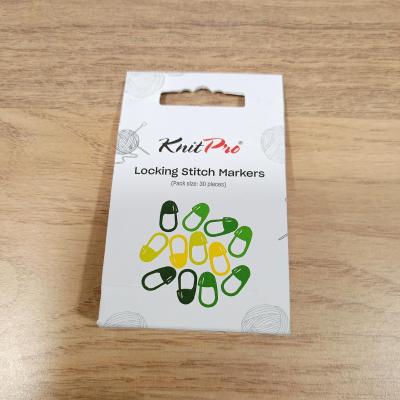 KnitPro®
Locking Stitch Markers
(Pack size: 30 pieces)